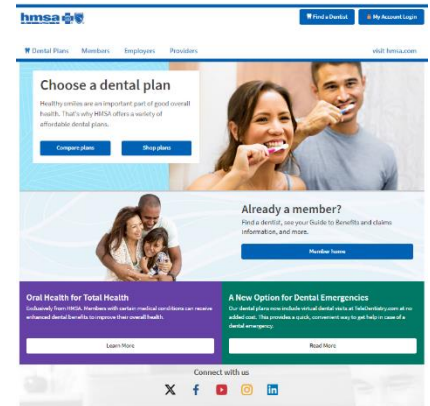 hmsa
Find a Dentist
My Account Login
Dental Plans
Members
Employers
Providers
visit hmsa.com
Choose a dental plan
Healthy smiles are an important part of good overall
health. That's why HMSA offers a variety of
affordable dental plans.
Compare plans
Shop plans
Already a member?
Find a dentist, see your Guide to Benefits and claims
information, and more.
Member home
Oral Health for Total Health
Exclusively from HMSA. Members with certain medical conditions can receive
enhanced dental benefits to improve their overall health.
Learn More
A New Option for Dental Emergencies
Our dental plans now include virtual dental visits at TeleDentistry.com at no
added cost. This provides a quick, convenient way to get help in case of a
dental emergency.
Read More
Connect with us